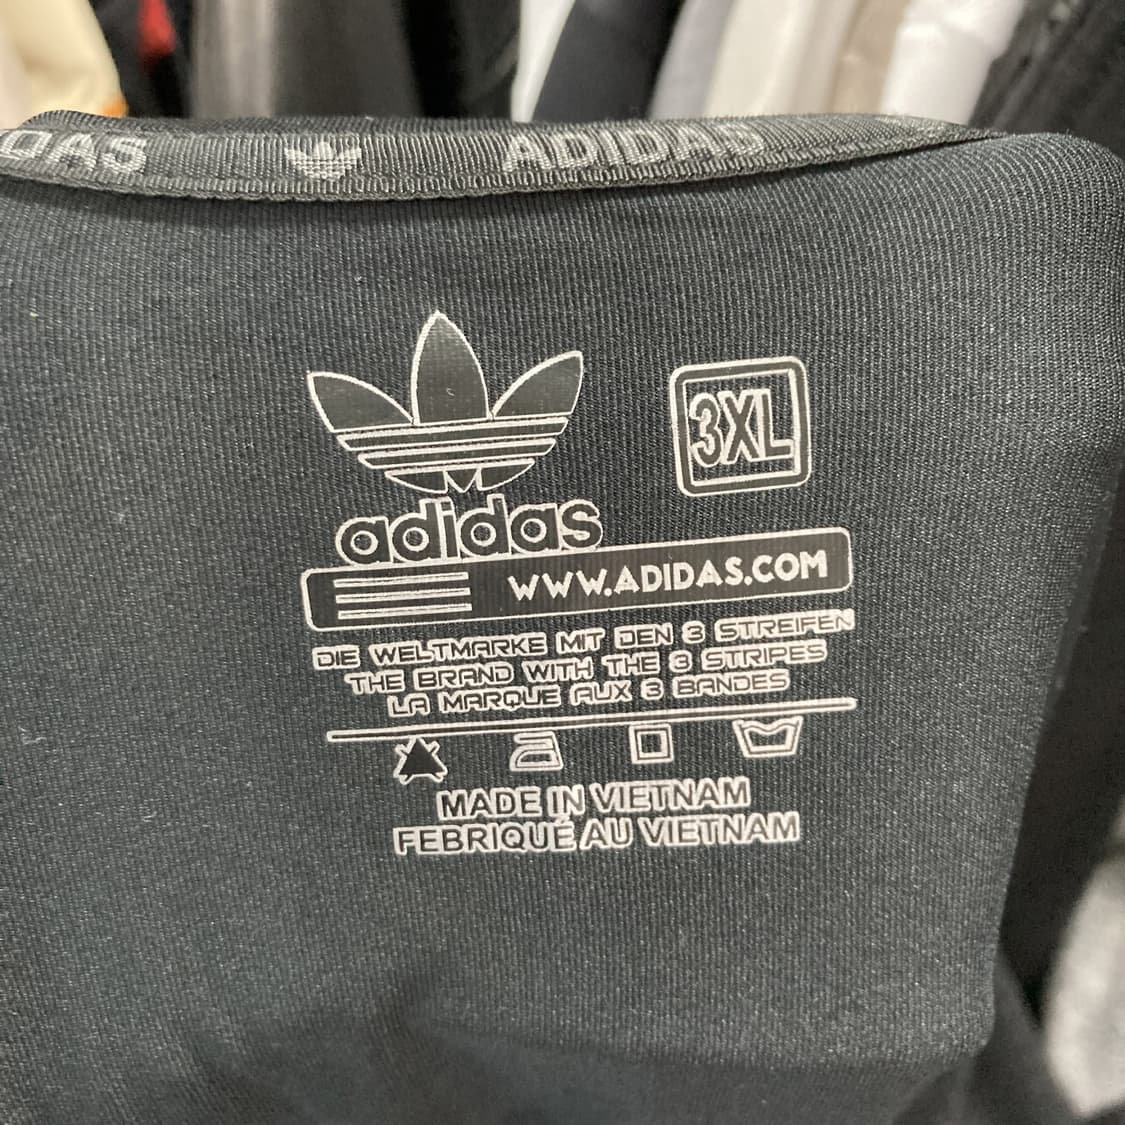 DAS ADIDAS
3XL
adidas
WWW.ADIDAS.COM
DIE WELTMARKE MIT DEN 3 STREIFEN
THE BRAND WITH THE 3 STRIPES
LA MARQUE AUX 3 BANDES
MADE IN VIETNAM
FEBRIQUÉ AU VIETNAM